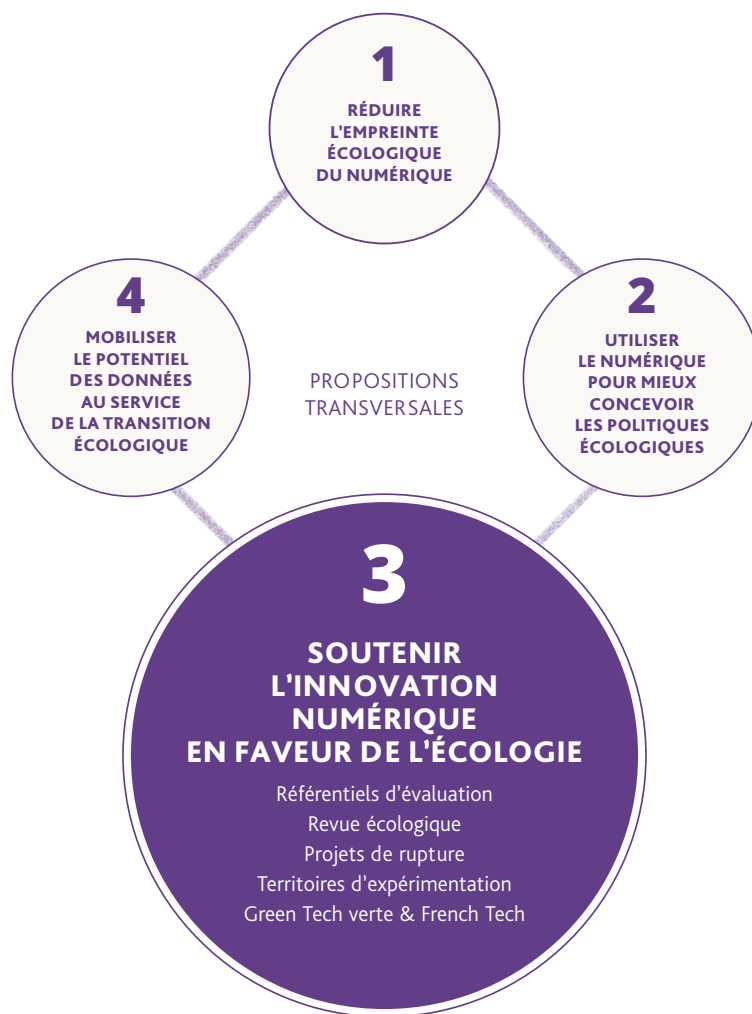 1
RÉDUIRE
L'EMPREINTE
ÉCOLOGIQUE
DU NUMÉRIQUE
4
MOBILISER
LE POTENTIEL
DES DONNÉES
AU SERVICE
DE LA TRANSITION
ÉCOLOGIQUE
PROPOSITIONS
TRANSVERSALES
2
UTILISER
LE NUMÉRIQUE
POUR MIEUX
CONCEVOIR
LES POLITIQUES
ÉCOLOGIQUES
3
SOUTENIR
L'INNOVATION
NUMÉRIQUE
EN FAVEUR DE L'ÉCOLOGIE
Référentiels d'évaluation
Revue écologique
Projets de rupture
Territoires d'expérimentation
Green Tech verte & French Tech